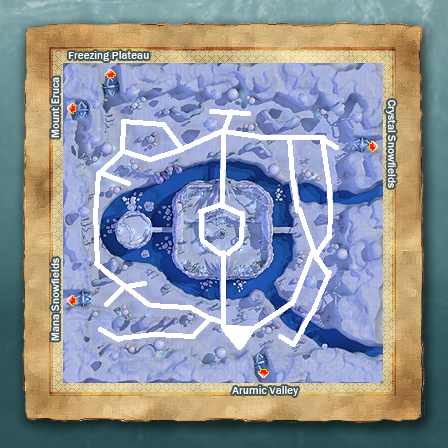 Freezing Plateau
Mount Eruca
Crystal Snowfields
Mana Snowfields
Arumic Valley